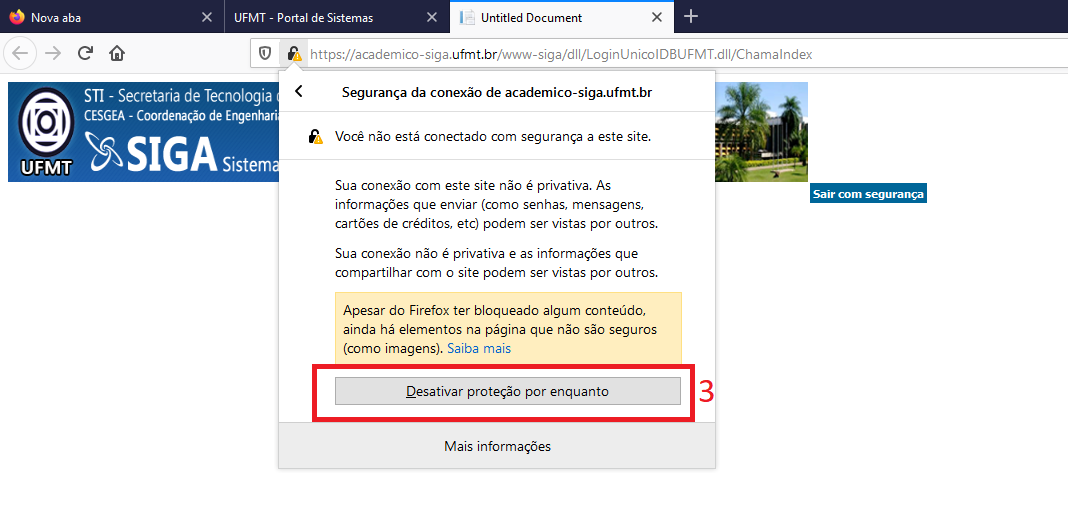 Nova aba
UFMT - Portal de Sistemas
Untitled Document
https://academico-siga.ufmt.br/www-siga/dll/LoginUnicoIDBUFMT.dll/ChamaIndex
Segurança da conexão de academico-siga.ufmt.br
STI - Secretaria de Tecnologia d
CESGEA - Coordenação de Engenharia
SIGA Sistema
UFMT
Você não está conectado com segurança a este site.
Sair com segurança
Sua conexão com este site não é privativa. As
informações que enviar (como senhas, mensagens,
cartões de créditos, etc) podem ser vistas por outros.
Sua conexão não é privativa e as informações que
compartilhar com o site podem ser vistas por outros.
Apesar do Firefox ter bloqueado algum conteúdo,
ainda há elementos na página que não são seguros
(como imagens). Saiba mais
Desativar proteção por enquanto
3
Mais informações